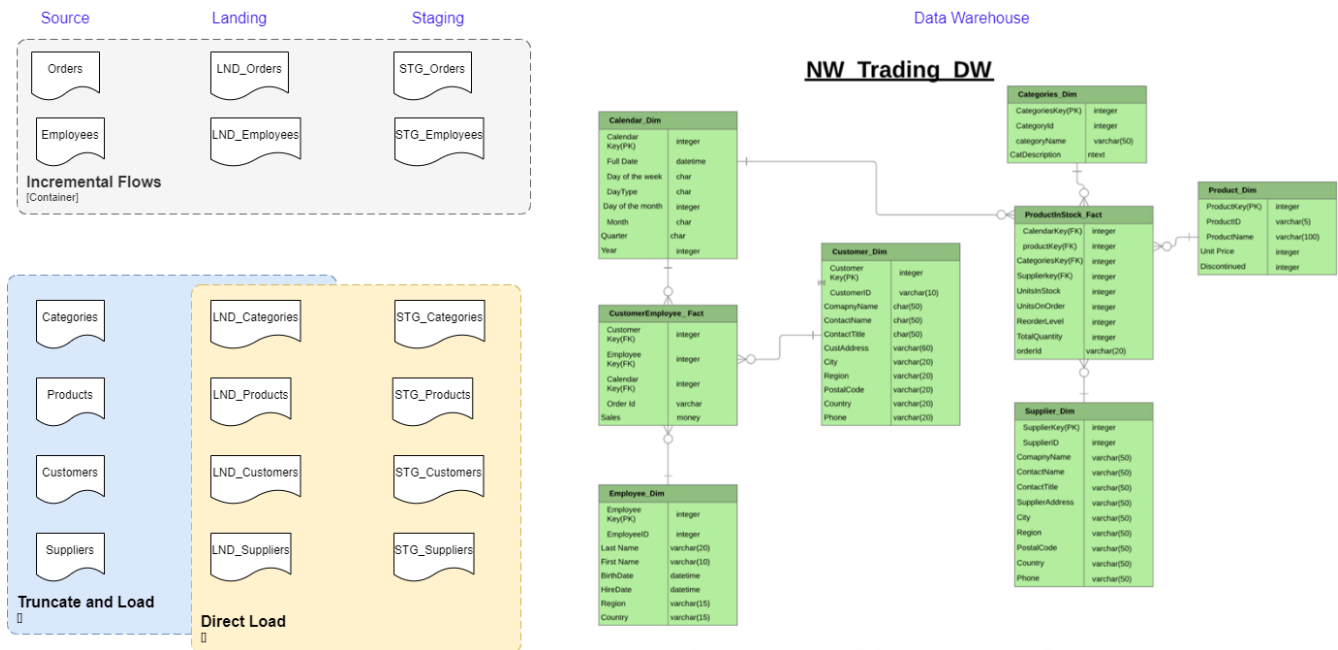 Source
Landing
Staging
Data Warehouse
Orders
LND_Orders
STG_Orders
Employees
LND_Employees
STG_Employees
Incremental Flows
[Container]
Categories
LND_Categories
STG_Categories
Products
LND_Products
STG_Products
Customers
LND_Customers
STG_Customers
Suppliers
LND_Suppliers
STG_Suppliers
Truncate and Load
[]
Direct Load
[]
NW_Trading_DW
Calendar_Dim
Calendar
Key(PK) integer
Full Date datetime
Day of the week char
DayType char
Day of the month integer
Month char
Quarter char
Year integer
CustomerEmployee_ Fact
Customer
Key(FK) integer
Employee
Key(FK) integer
Calendar
Key(FK) integer
Order Id varchar
Sales money
Employee_Dim
Employee
Key(PK) integer
EmployeeID integer
Last Name varchar(20)
First Name varchar(10)
BirthDate datetime
HireDate datetime
Region varchar(15)
Country varchar(15)
Customer_Dim
Customer
Key(PK) integer
CustomerID varchar(10)
ComapnyName char(50)
ContactName char(50)
ContactTitle char(50)
CustAddress varchar(60)
City varchar(20)
Region varchar(20)
PostalCode varchar(20)
Country varchar(20)
Phone varchar(20)
Categories_Dim
CategoriesKey(PK) integer
CategoryId integer
categoryName varchar(50)
CatDescription ntext
ProductInStock_Fact
CalendarKey(FK) integer
productKey(FK) integer
CategoriesKey(FK) integer
Supplierkey(FK) integer
UnitsInStock integer
UnitsOnOrder integer
ReorderLevel integer
TotalQuantity integer
orderId varchar(20)
Product_Dim
ProductKey(PK) integer
ProductID varchar(5)
ProductName varchar(100)
Unit Price integer
Discontinued integer
Supplier_Dim
SupplierKey(PK) integer
SupplierID integer
ComapnyName varchar(50)
ContactName varchar(50)
ContactTitle varchar(50)
SupplierAddress varchar(50)
City varchar(50)
Region varchar(50)
PostalCode varchar(50)
Country varchar(50)
Phone varchar(50)